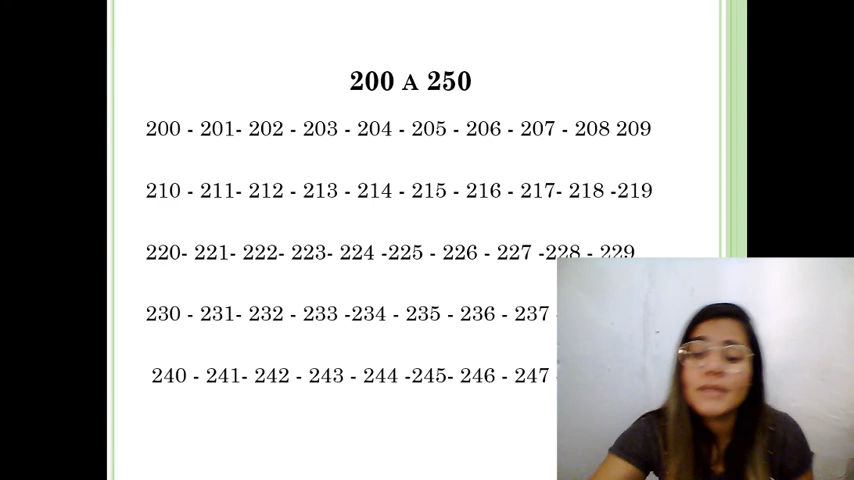 200 A 250
200 - 201- 202 - 203 - 204 - 205 - 206 - 207 - 208 209
210 - 211- 212 - 213 - 214 - 215 - 216 - 217- 218 -219
220- 221- 222- 223- 224 -225 - 226 - 227 -228 - 229
230 - 231- 232 - 233 -234 - 235 - 236 - 237
240 - 241- 242 - 243 - 244 -245- 246 - 247